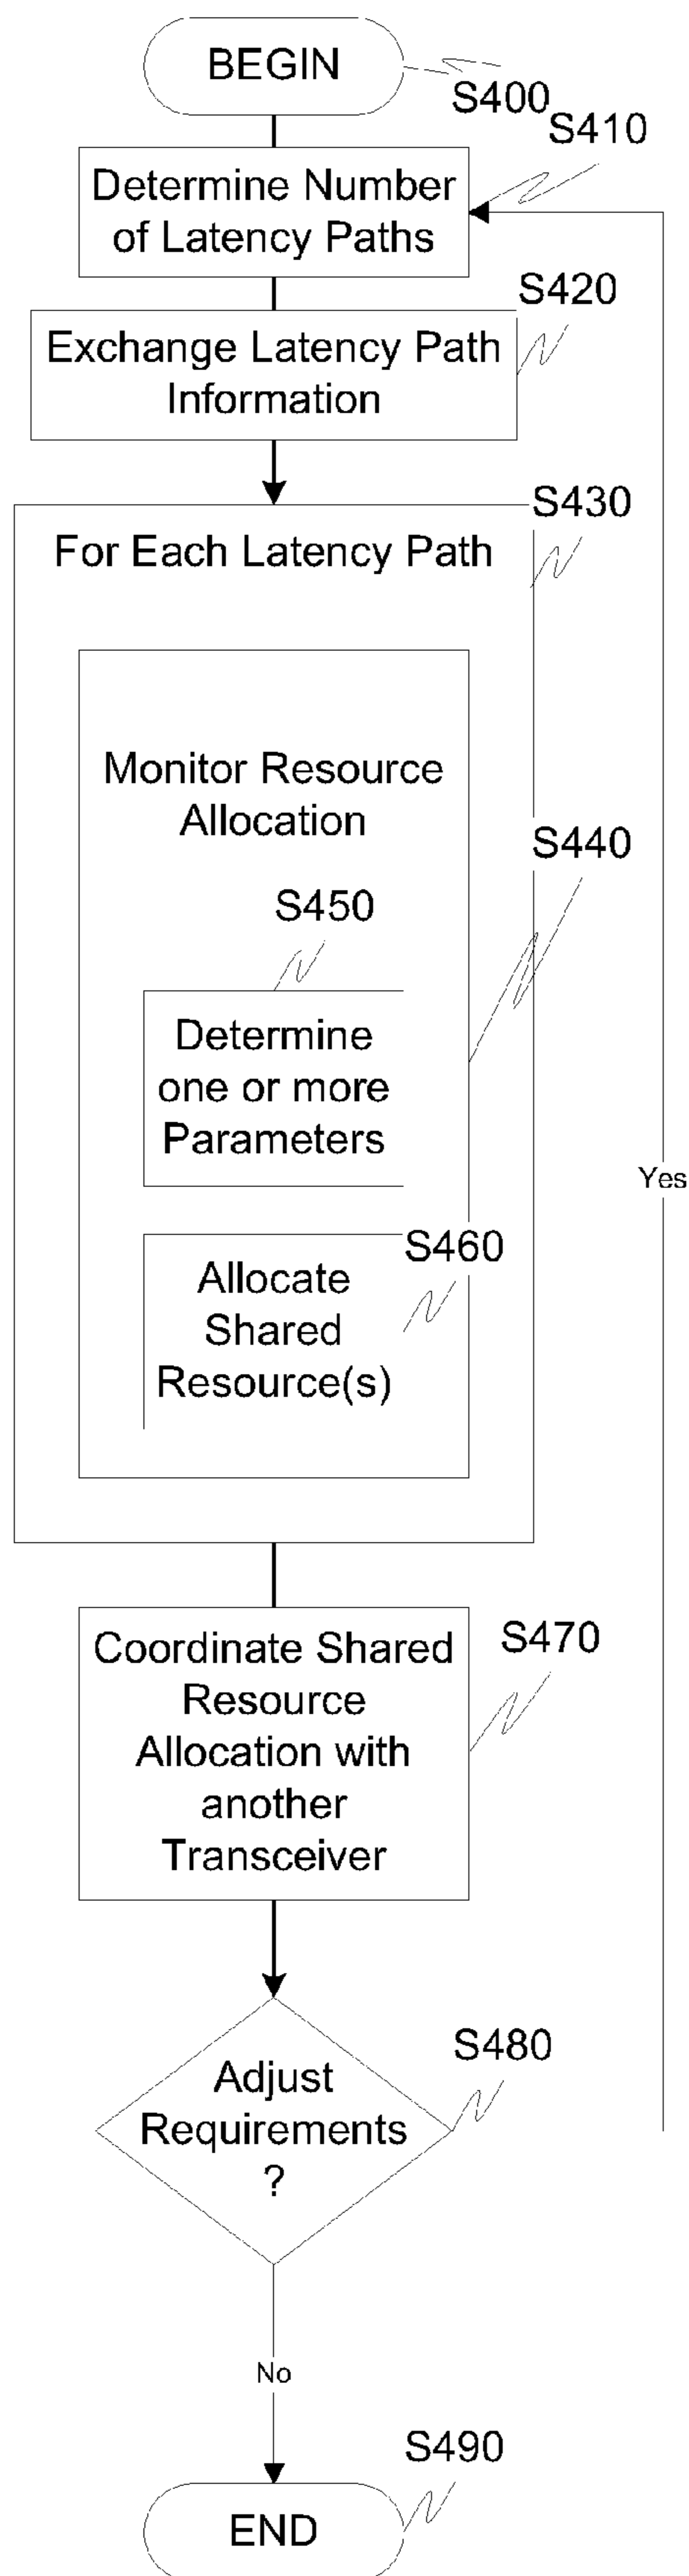 BEGIN
S400
S410
Determine Number
of Latency Paths
S420
Exchange Latency Path
Information
S430
For Each Latency Path
Monitor Resource
Allocation
S440
S450
Determine
one or more
Parameters
Yes
S460
Allocate
Shared
Resource(s)
Coordinate Shared
Resource
Allocation with
another
Transceiver
S470
S480
Adjust
Requirements
?
No
S490
END